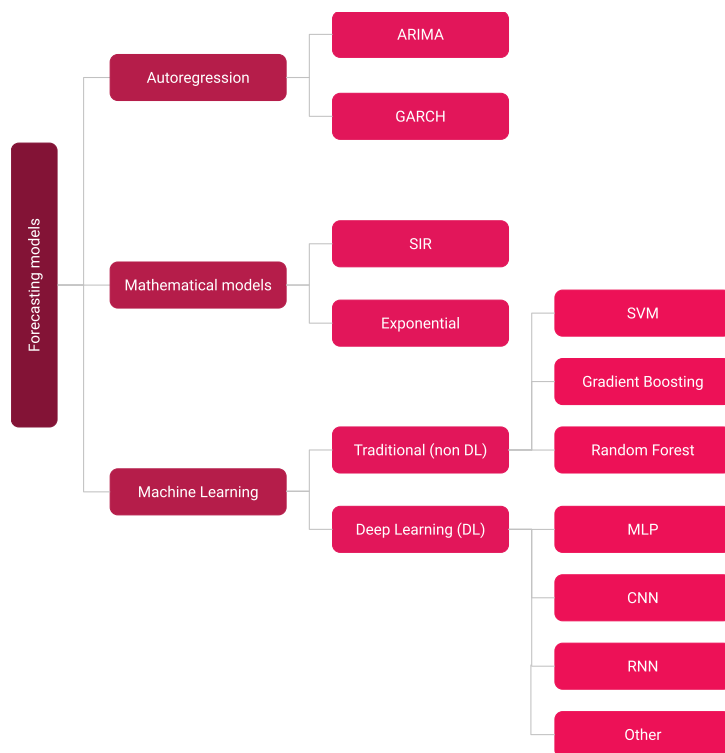 Forecasting models
Autoregression
ARIMA
GARCH
Mathematical models
SIR
Exponential
Machine Learning
Traditional (non DL)
SVM
Gradient Boosting
Random Forest
Deep Learning (DL)
MLP
CNN
RNN
Other